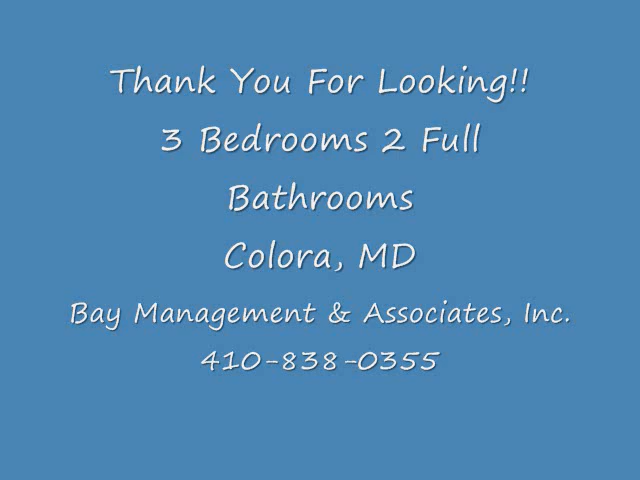 Thank You For Looking!!
3 Bedrooms 2 Full
Bathrooms
Colora, MD
Bay Management & Associates, Inc.
410-838-0355